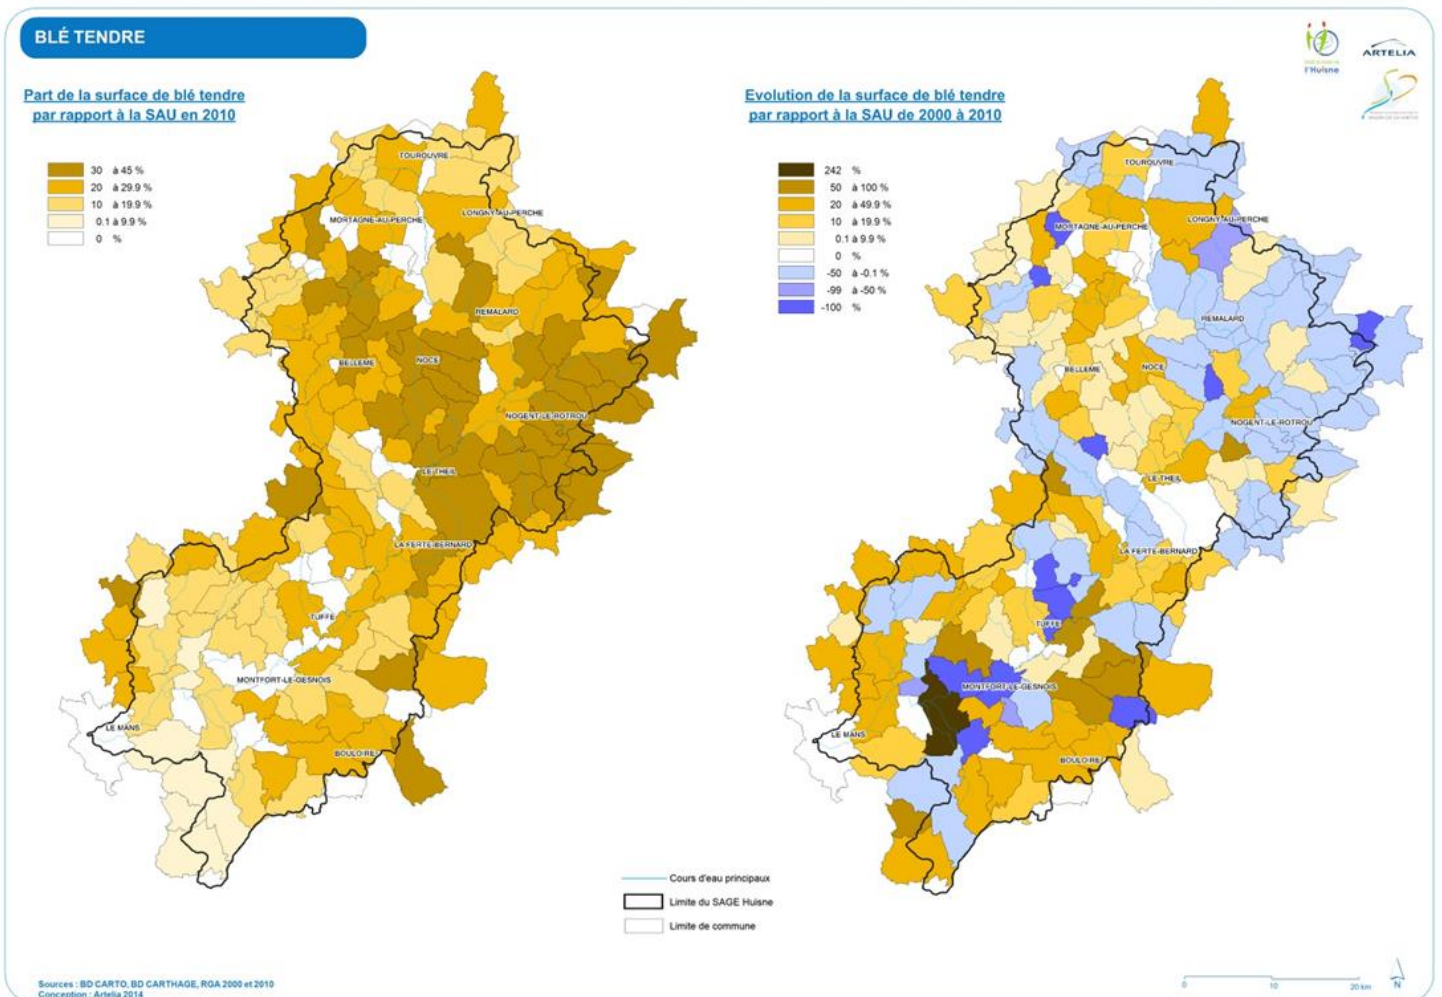 BLÉ TENDRE
l'Huisne
ARTELIA
Part de la surface de blé tendre
par rapport à la SAU en 2010
30 à 45 %
20 à 29.9 %
10 à 19.9 %
0.1 à 9.9 %
0 %
TOUROUVRE
MORTAGNE-AU-PERCHE
LONGNY-AU-PERCHE
REMALARD
BELLEME
NOCE
NOGENT-LE-ROTROU
LE THEIL
LA FERTE-BERNARD
TUFFE
MONTFORT-LE-GESNOIS
LE MANS
BOULOIRE
Evolution de la surface de blé tendre
par rapport à la SAU de 2000 à 2010
242 %
50 à 100 %
20 à 49.9 %
10 à 19.9 %
0.1 à 9.9 %
0 %
-50 à -0.1 %
-99 à -50 %
-100 %
TOUROUVRE
MORTAGNE-AU-PERCHE
LONGNY-AU-PERCHE
REMALARD
BELLEME
NOCE
NOGENT-LE-ROTROU
LE THEIL
LA FERTE-BERNARD
TUFFE
MONTFORT-LE-GESNOIS
LE MANS
BOULOIRE
Cours d'eau principaux
Limite du SAGE Huisne
Limite de commune
Sources : BD CARTO, BD CARTHAGE, RGA 2000 et 2010
Conception : Artelia 2014
0 10 20 km
N